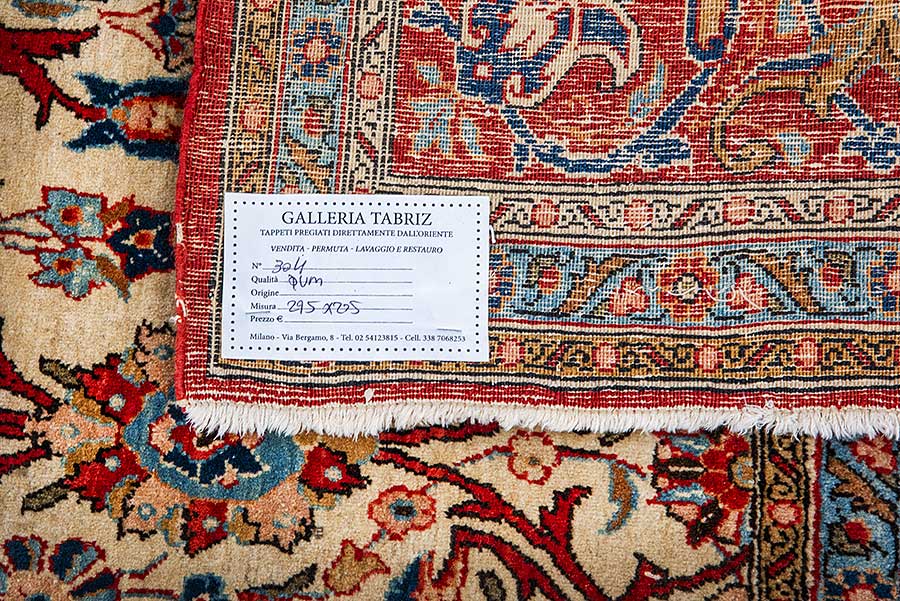 GALLERIA TABRIZ
TAPPETI PREGIATI DIRETTAMENTE DALL'ORIENTE
VENDITA - PERMUTA - LAVAGGIO E RESTAURO
N° 324
Qualità QUM
Origine
Misura 295 x 205
Prezzo €
Milano - Via Bergamo, 8 - Tel. 02 54123815 - Cell. 338 7068253